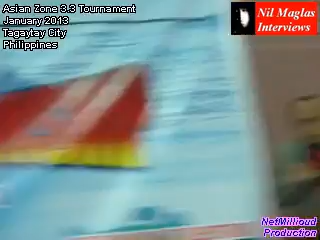 Asian Zone 3.3 Tournament
January 2013
Tagaytay City
Philippines
Nil Maglas
Interviews
NetMillioud
Production